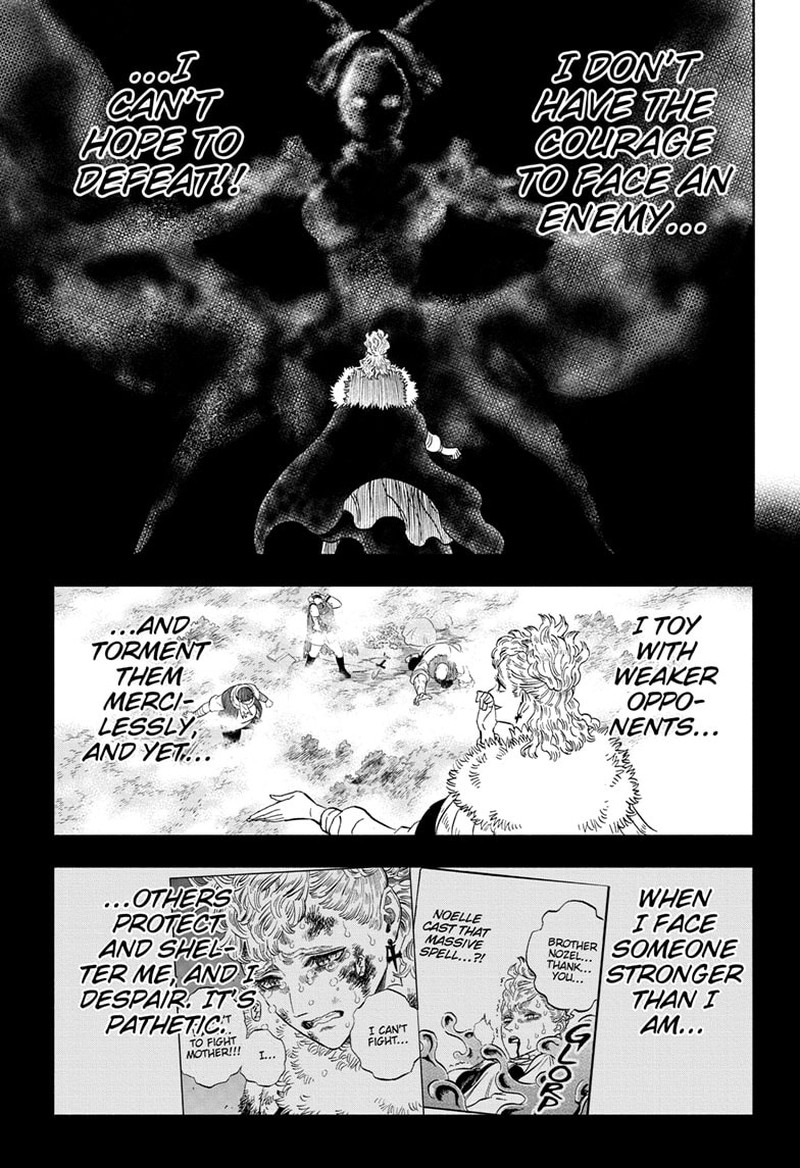 I DON'T
HAVE THE
COURAGE
TO FACE AN
ENEMY...
...I
CAN'T
HOPE TO
DEFEAT!!
I TOY
WITH
WEAKER
OPPO-
NENTS...
...AND
TORMENT
THEM
MERCI-
LESSLY,
AND YET...
WHEN
I FACE
SOMEONE
STRONGER
THAN I
AM...
BROTHER
NOZEL...
THANK
YOU...
NOELLE
CAST THAT
MASSIVE
SPELL...?!
GLORP
...OTHERS
PROTECT
AND SHEL-
TER ME, AND I
DESPAIR. IT'S
PATHETIC.
I CAN'T
FIGHT...
I...
TO FIGHT
MOTHER!!!